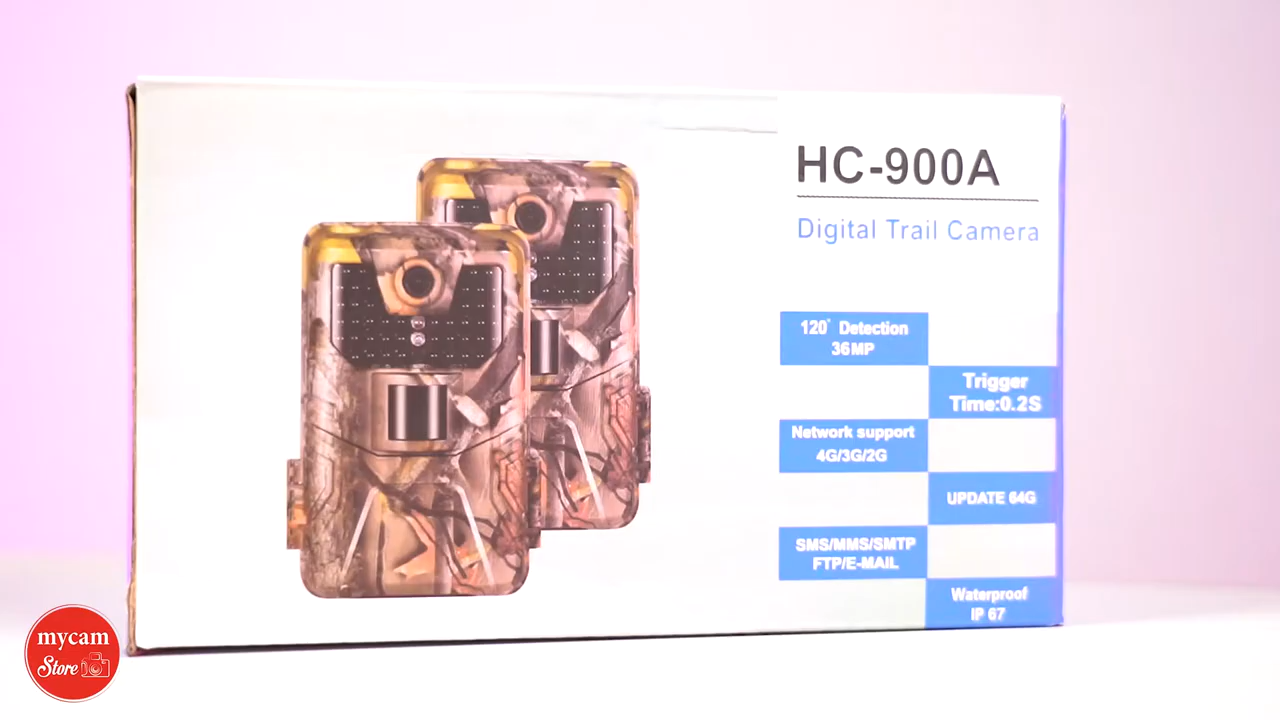 HC-900A
Digital Trail Camera
120° Detection
36MP
Trigger
Time:0.2S
Network support
4G/3G/2G
UPDATE 64G
SMS/MMS/SMTP
FTP/E-MAIL
Waterproof
IP 67
mycam
Store